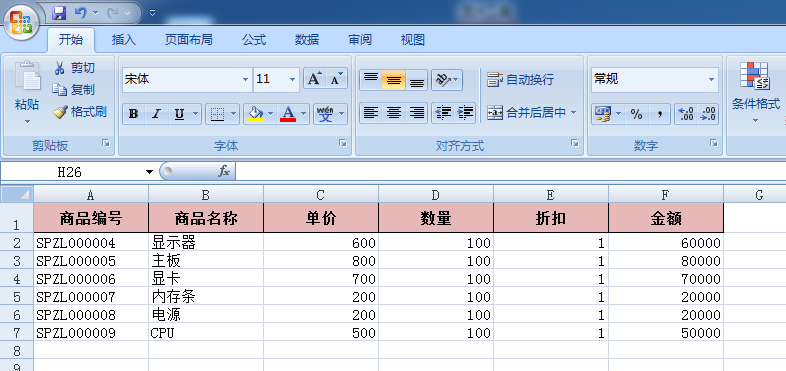 开始 插入 页面布局 公式 数据 审阅 视图
剪切
复制
粘贴
格式刷
宋体 11 A A
B I U A wén 文
自动换行
合并后居中
常规
% , .0 .00 .00 .0
条件格式
剪贴板 字体 对齐方式 数字
H26 fx
A B C D E F G
1 商品编号 商品名称 单价 数量 折扣 金额
2 SPZL000004 显示器 600 100 1 60000
3 SPZL000005 主板 800 100 1 80000
4 SPZL000006 显卡 700 100 1 70000
5 SPZL000007 内存条 200 100 1 20000
6 SPZL000008 电源 200 100 1 20000
7 SPZL000009 CPU 500 100 1 50000
8
9